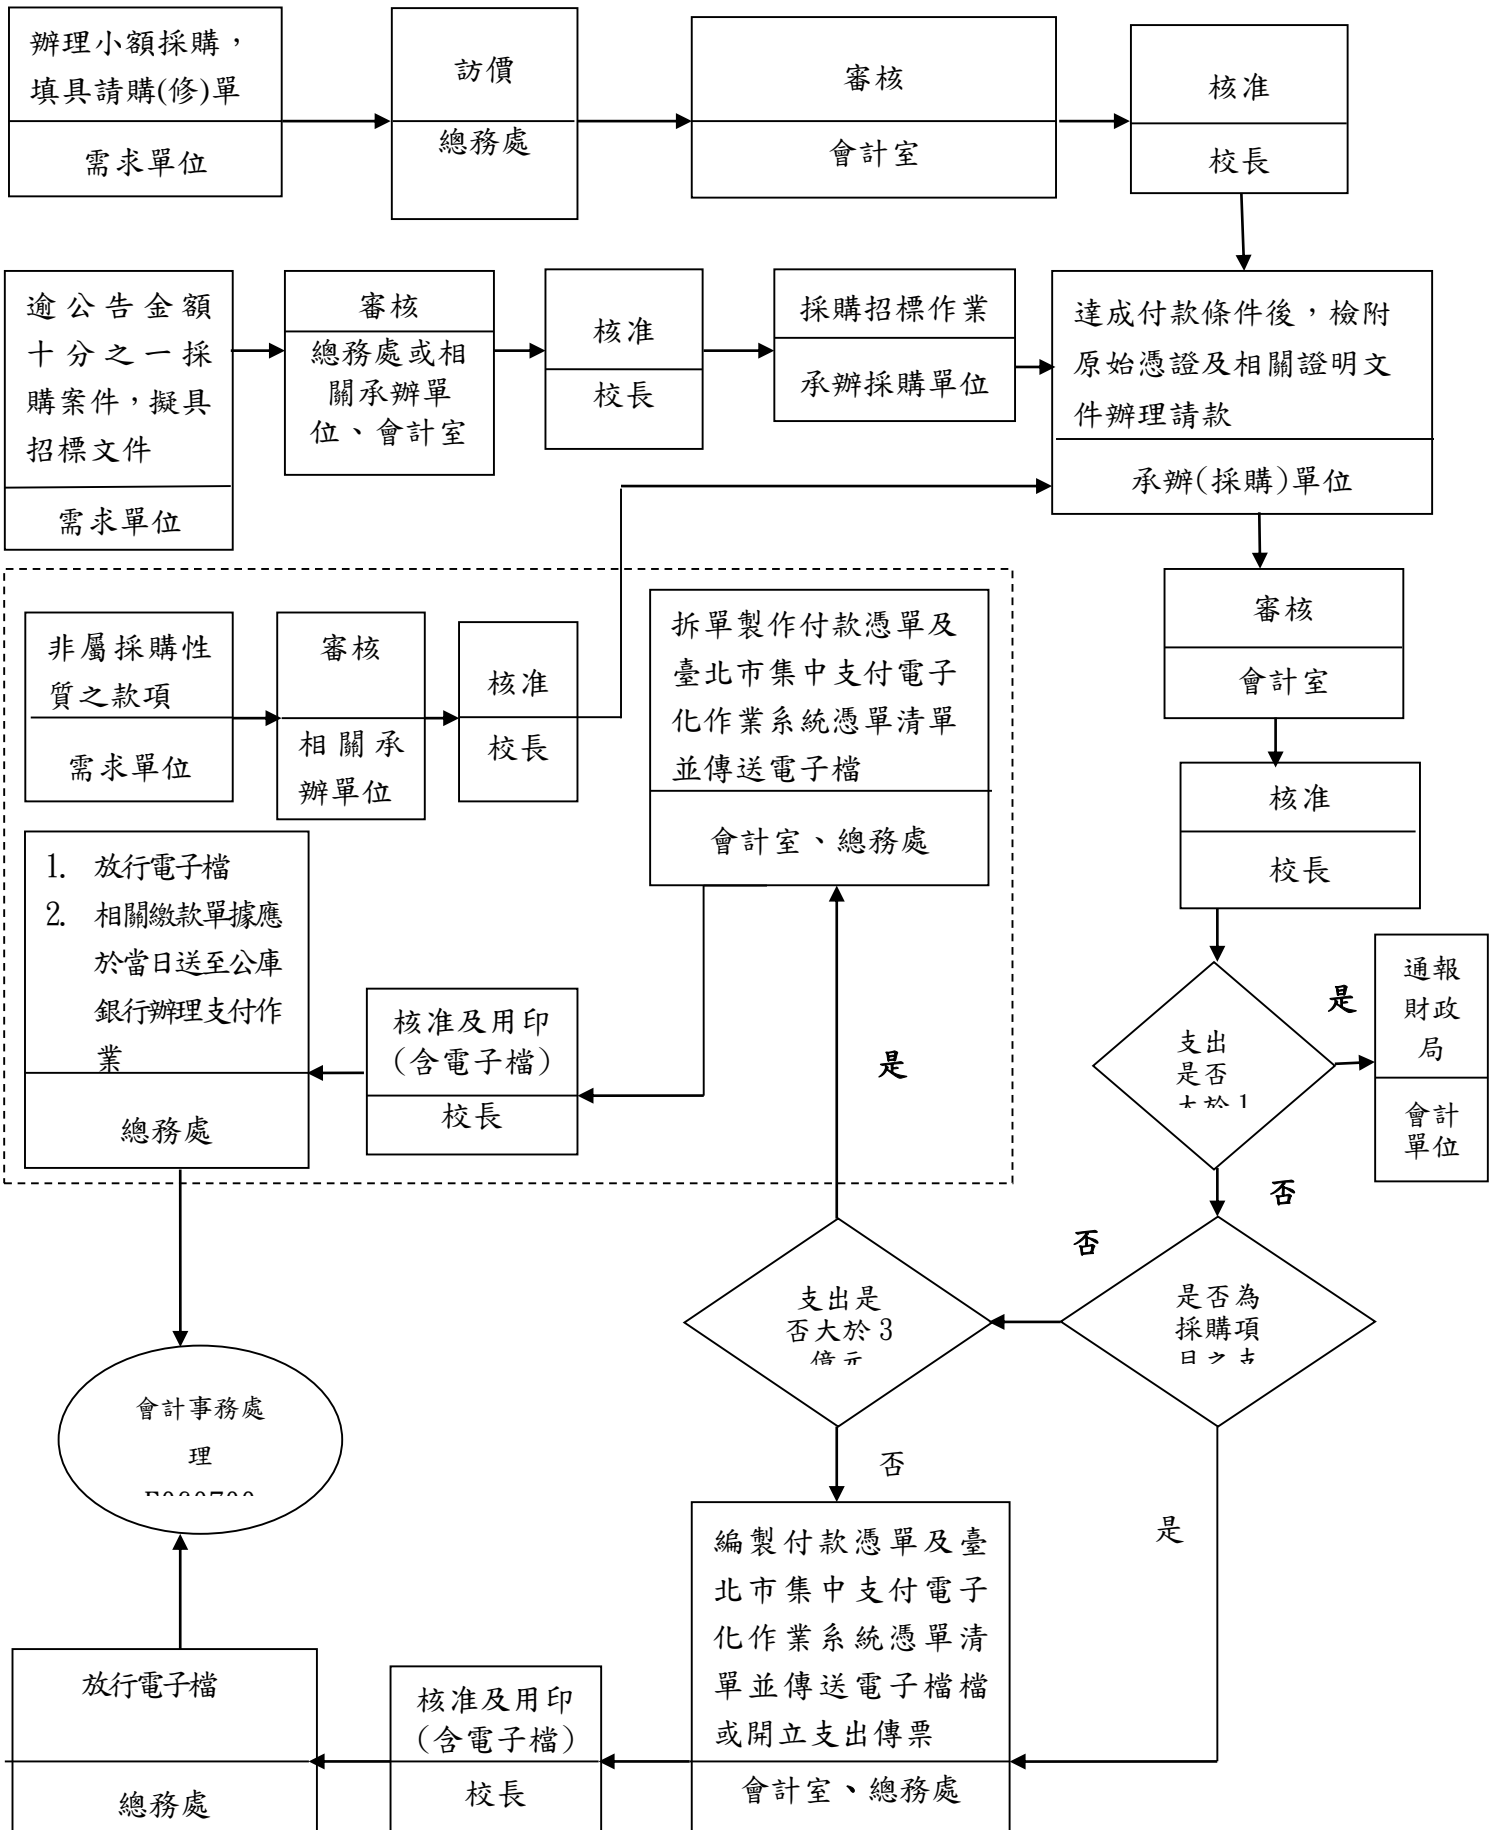 辦理小額採購，
填具請購(修)單
需求單位
訪價
總務處
審核
會計室
核准
校長
逾公告金額
十分之一採
購案件，擬具
招標文件
需求單位
審核
總務處或相
關承辦單
位、會計室
核准
校長
採購招標作業
承辦採購單位
達成付款條件後，檢附
原始憑證及相關證明文
件辦理請款
承辦(採購)單位
審核
會計室
核准
校長
非屬採購性
質之款項
需求單位
審核
相關承
辦單位
核准
校長
拆單製作付款憑單及
臺北市集中支付電子
化作業系統憑單清單
並傳送電子檔
會計室、總務處
1. 放行電子檔
2. 相關繳款單據應
於當日送至公庫
銀行辦理支付作
業
總務處
核准及用印
(含電子檔)
校長
是
支出
是否
大於1
是
通報
財政
局
會計
單位
否
是否為
採購項
目之支
否
支出是
否大於3
億元
否
是
會計事務處
理
編製付款憑單及臺
北市集中支付電子
化作業系統憑單清
單並傳送電子檔檔
或開立支出傳票
會計室、總務處
核准及用印
(含電子檔)
校長
放行電子檔
總務處